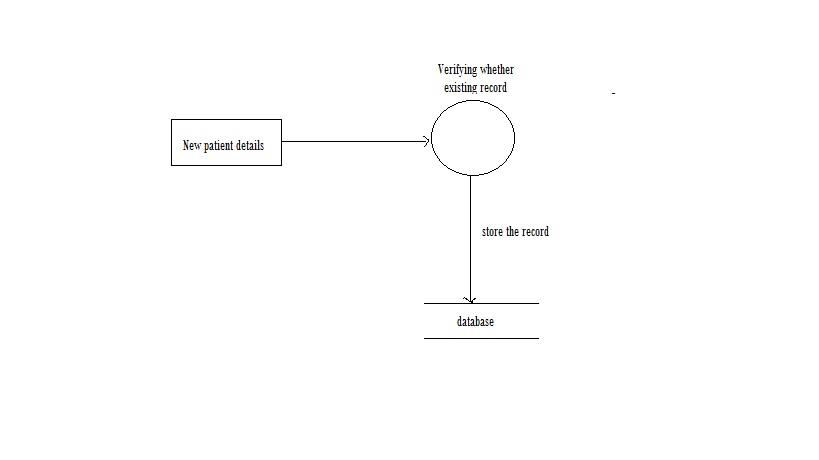 Verifying whether
existing record
New patient details
store the record
database